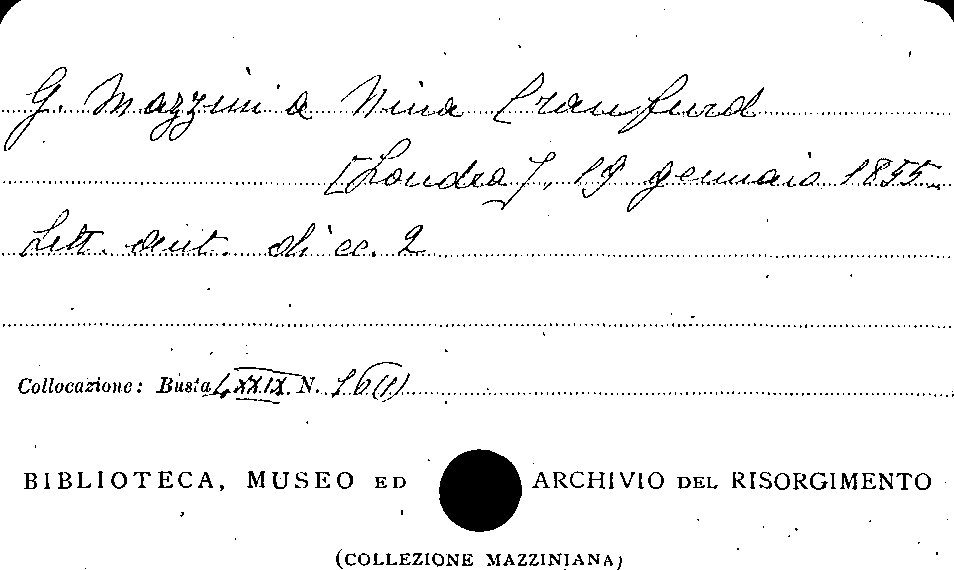 G. Mazzini a Nina Craufurd
[Londra], 19 gennaio 1855
Lett. aut. di cc. 2
Collocazione: Busta LXXIX N. 16(1)
BIBLIOTECA, MUSEO ED ARCHIVIO DEL RISORGIMENTO
(COLLEZIONE MAZZINIANA)